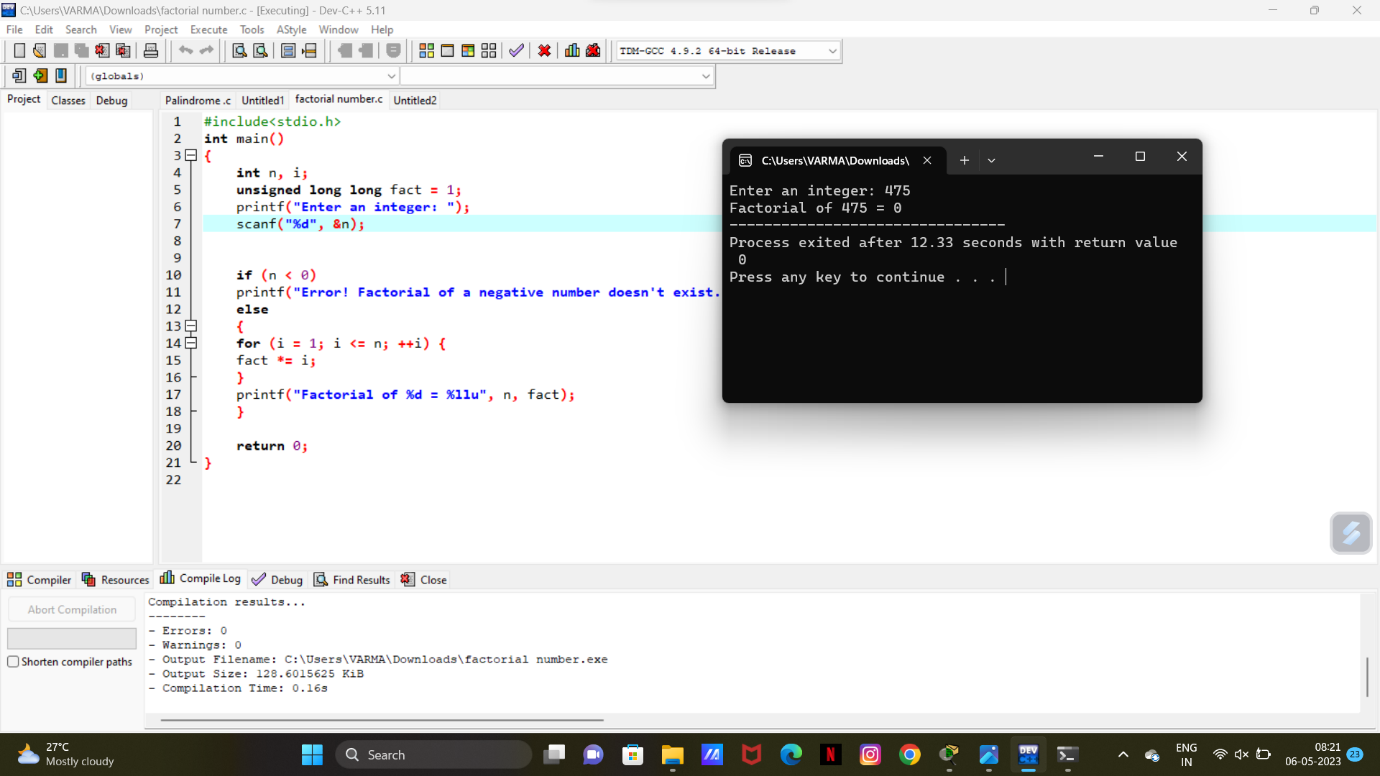 C:\Users\VARMA\Downloads\factorial number.c - [Executing] - Dev-C++ 5.11
File Edit Search View Project Execute Tools AStyle Window Help
TDM-GCC 4.9.2 64-bit Release
(globals)
Project Classes Debug
Palindrome .c Untitled1 factorial number.c Untitled2
1 #include<stdio.h>
2 int main()
3 {
4 int n, i;
5 unsigned long long fact = 1;
6 printf("Enter an integer: ");
7 scanf("%d", &n);
8
9
10 if (n < 0)
11 printf("Error! Factorial of a negative number doesn't exist.
12 else
13 {
14 for (i = 1; i <= n; ++i) {
15 fact *= i;
16 }
17 printf("Factorial of %d = %llu", n, fact);
18 }
19
20 return 0;
21 }
22
C:\Users\VARMA\Downloads\
Enter an integer: 475
Factorial of 475 = 0
--------------------------------
Process exited after 12.33 seconds with return value
0
Press any key to continue . . .
Compiler Resources Compile Log Debug Find Results Close
Abort Compilation
Shorten compiler paths
Compilation results...
--------
- Errors: 0
- Warnings: 0
- Output Filename: C:\Users\VARMA\Downloads\factorial number.exe
- Output Size: 128.6015625 KiB
- Compilation Time: 0.16s
27°C
Mostly cloudy
Search
DEV
C++
ENG
IN
08:21
06-05-2023
23